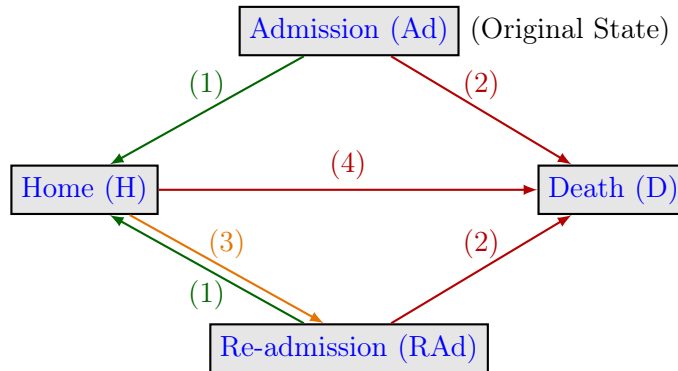 Admission (Ad) (Original State)
(1) (2)
Home (H) (4) Death (D)
(3) (2)
(1)
Re-admission (RAd)